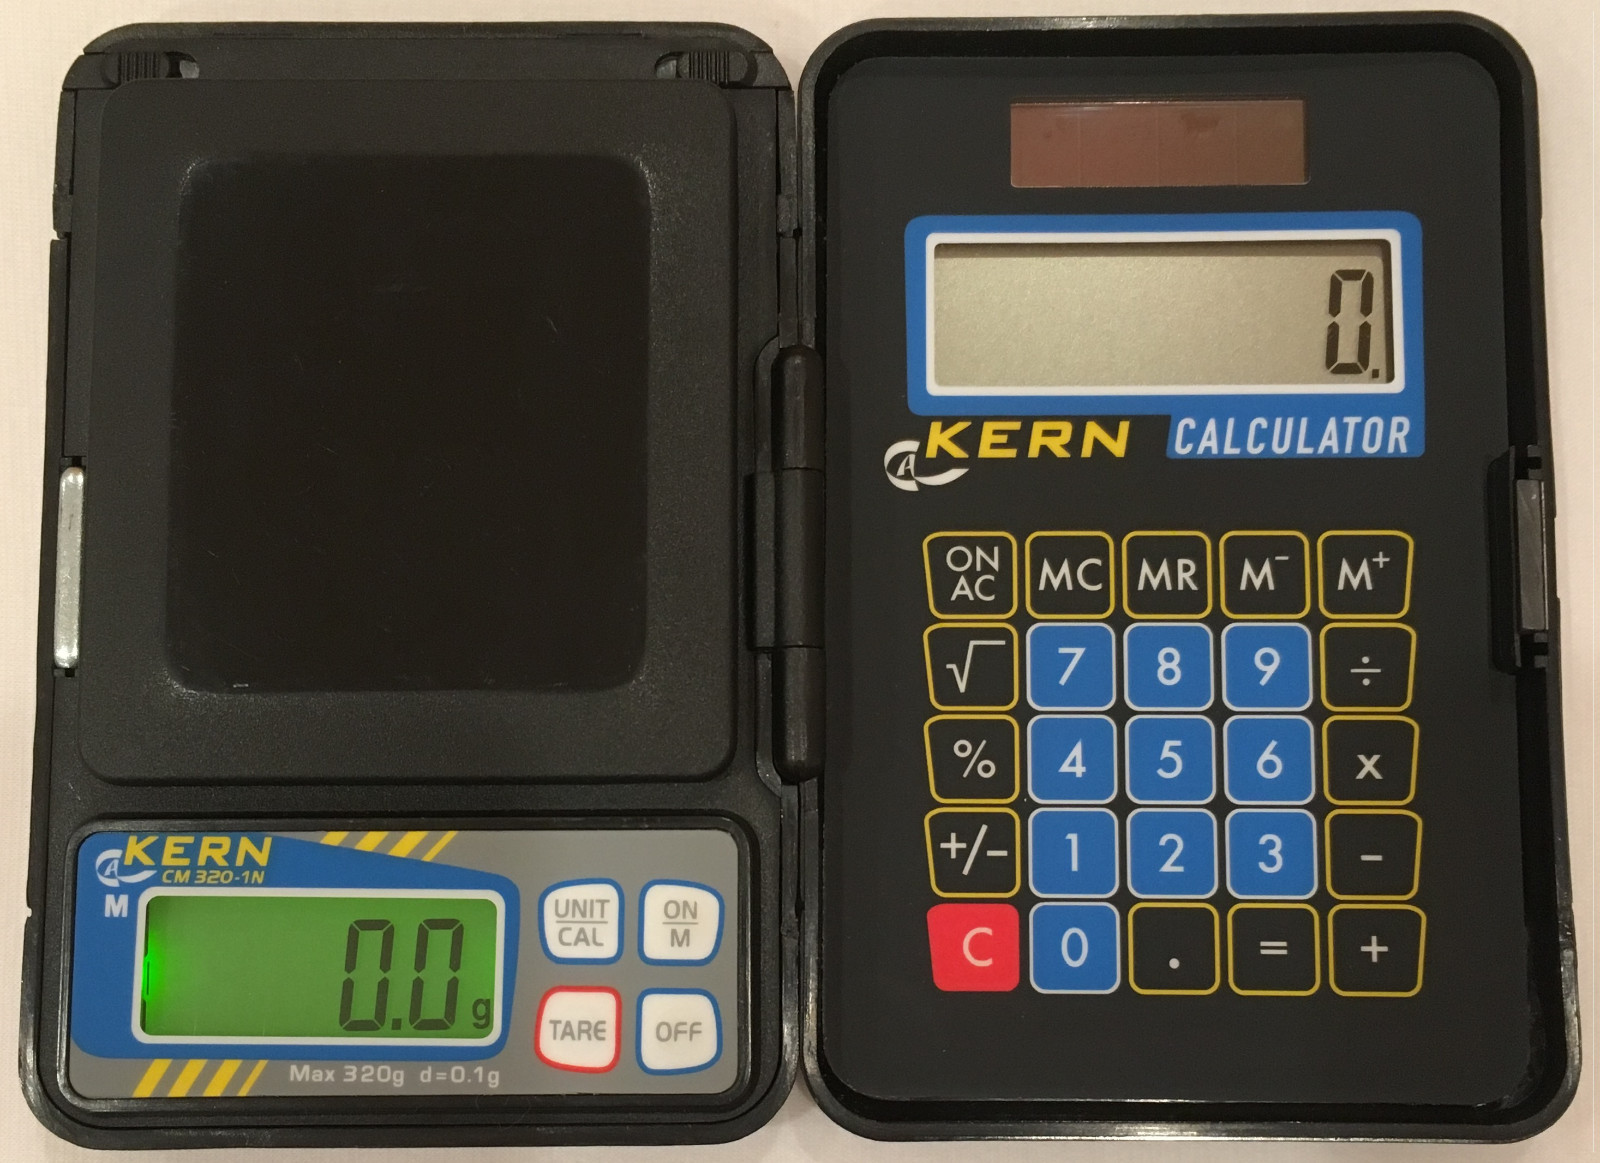 KERN
CM 320-1N
M
0.0 g
UNIT
CAL
ON
M
TARE
OFF
Max 320g d=0.1g
0.
KERN
CALCULATOR
ON
AC
MC
MR
M⁻
M⁺
√
7
8
9
÷
%
4
5
6
x
+/−
1
2
3
−
C
0
.
=
+